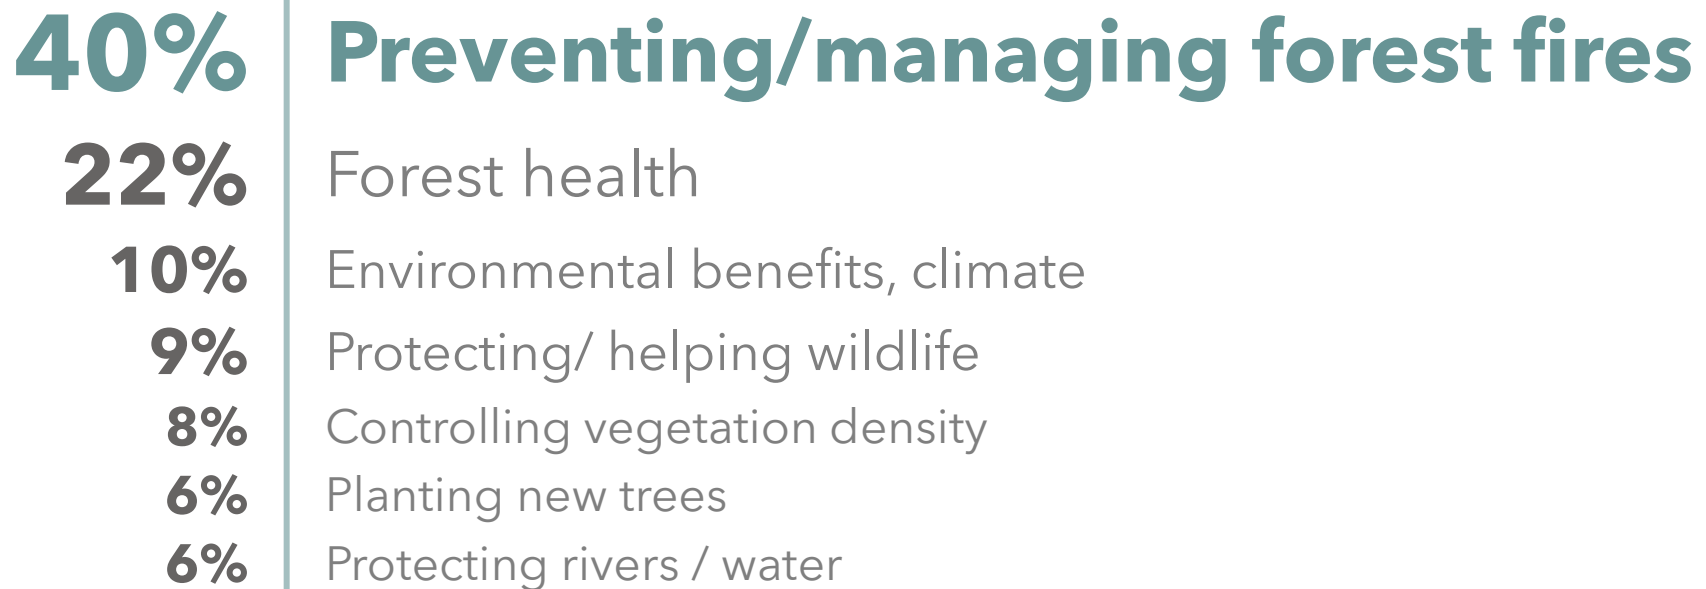 40% Preventing/managing forest fires
22% Forest health
10% Environmental benefits, climate
9% Protecting/ helping wildlife
8% Controlling vegetation density
6% Planting new trees
6% Protecting rivers / water